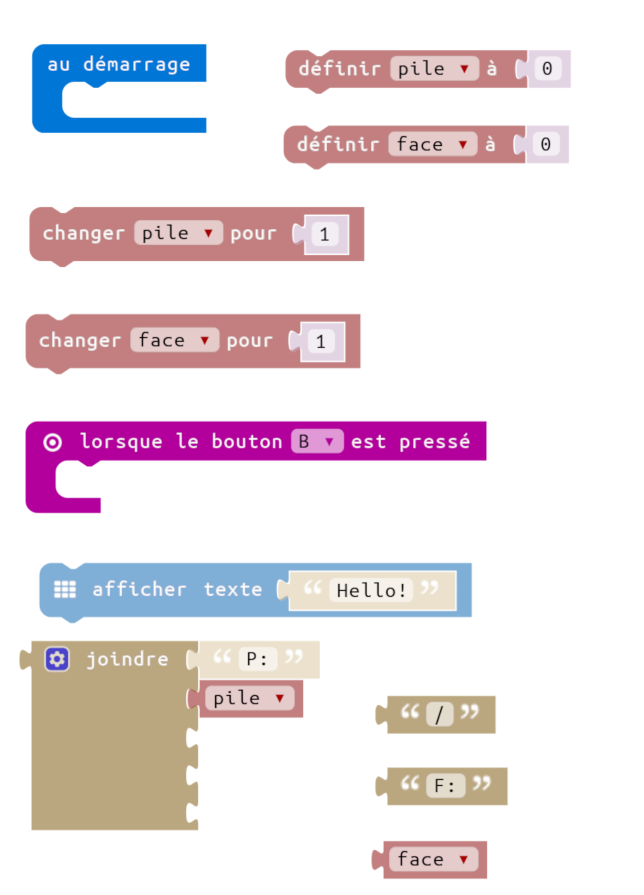 au démarrage
définir pile à 0
définir face à 0
changer pile pour 1
changer face pour 1
lorsque le bouton B est pressé
afficher texte “ Hello! ”
joindre “ P: ”
pile
“ / ”
“ F: ”
face